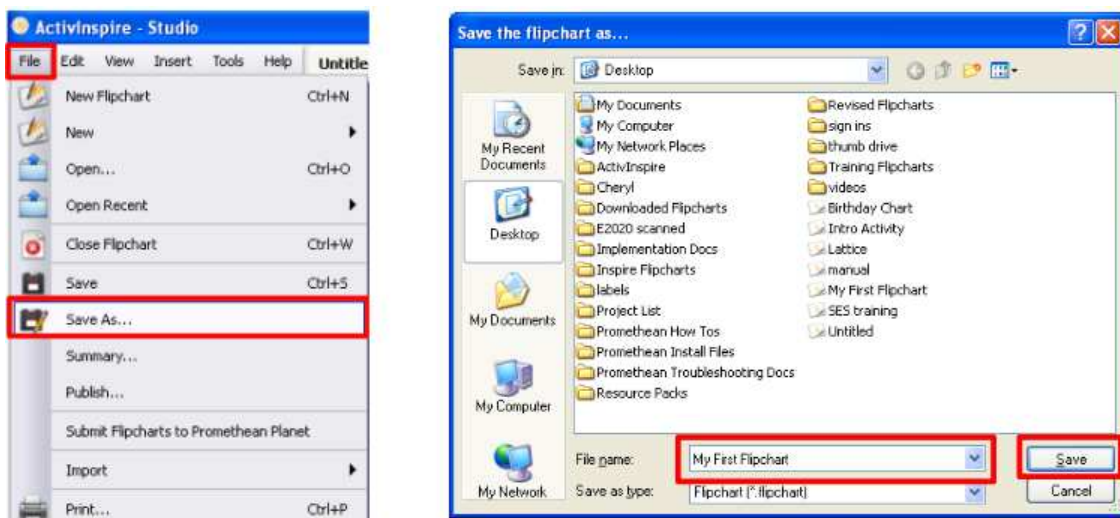 ActivInspire - Studio
File Edit View Insert Tools Help Untitle
New Flipchart Ctrl+N
New
Open... Ctrl+O
Open Recent
Close Flipchart Ctrl+W
Save Ctrl+S
Save As...
Summary...
Publish...
Submit Flipcharts to Promethean Planet
Import
Print... Ctrl+P
Save the flipchart as...
Save in: Desktop
My Recent
Documents
Desktop
My Documents
My Computer
My Network
My Documents
My Computer
My Network Places
ActivInspire
Cheryl
Downloaded Flipcharts
E2020 scanned
Implementation Docs
Inspire Flipcharts
labels
Project List
Promethean How Tos
Promethean Install Files
Promethean Troubleshooting Docs
Resource Packs
Revised Flipcharts
sign ins
thumb drive
Training Flipcharts
videos
Birthday Chart
Intro Activity
Lattice
manual
My First Flipchart
SES training
Untitled
File name: My First Flipchart Save
Save as type: Flipchart (*.flipchart) Cancel